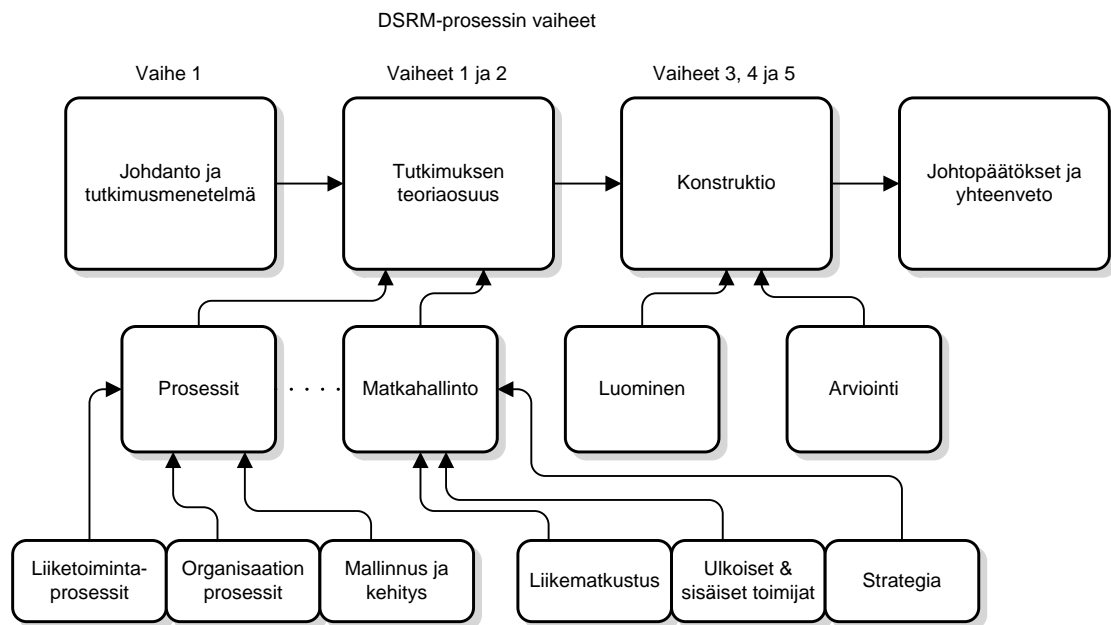 DSRM-prosessin vaiheet
Vaihe 1
Vaiheet 1 ja 2
Vaiheet 3, 4 ja 5
Johdanto ja
tutkimusmenetelmä
Tutkimuksen
teoriaosuus
Konstruktio
Johtopäätökset ja
yhteenveto
Prosessit
Matkahallinto
Luominen
Arviointi
Liiketoiminta-
prosessit
Organisaation
prosessit
Mallinnus ja
kehitys
Liikematkustus
Ulkoiset &
sisäiset toimijat
Strategia